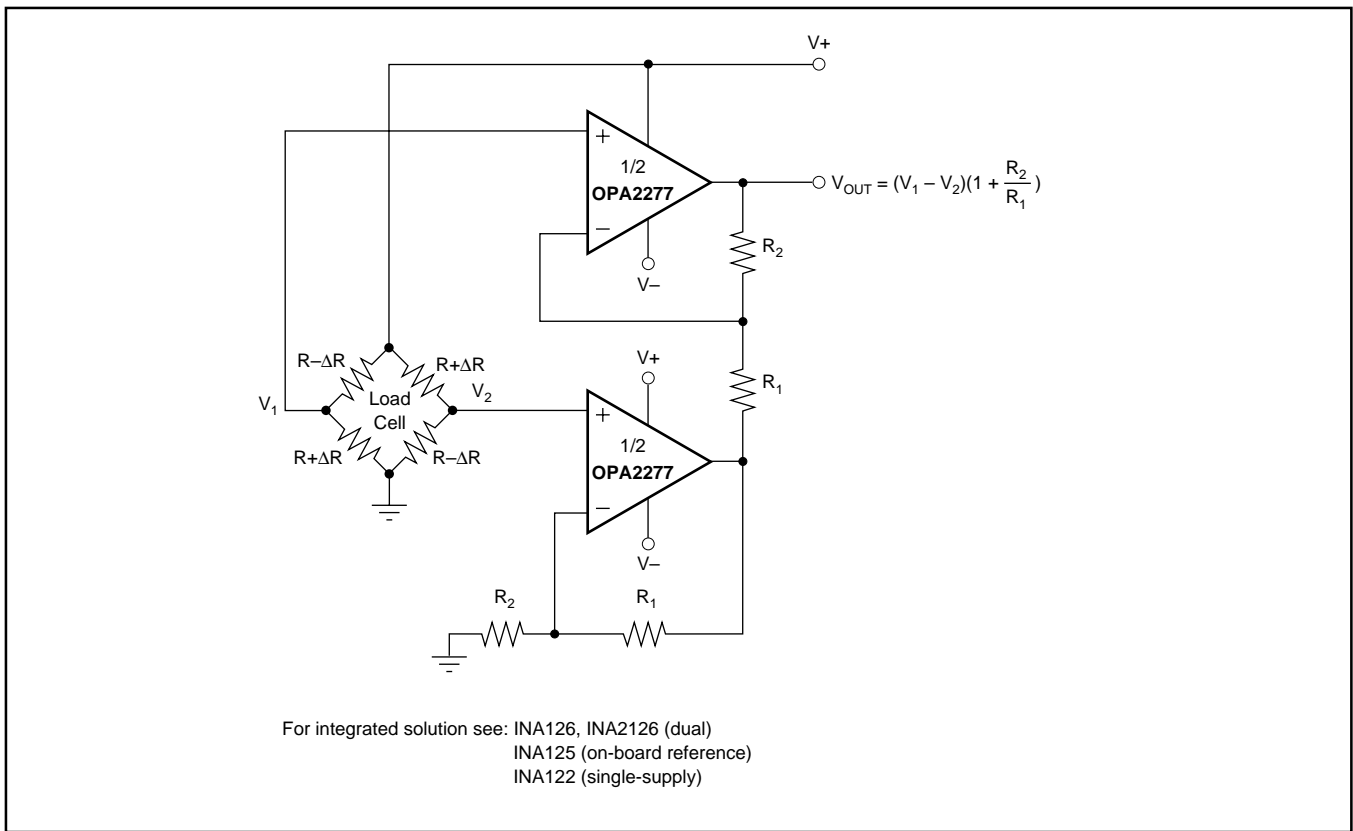 V+
+
1/2
OPA2277
−
V−
V_OUT = (V_1 – V_2)(1 + R_2/R_1)
R_2
R–ΔR
R+ΔR
V_1
Load
Cell
V_2
R+ΔR
R–ΔR
V+
R_1
+
1/2
OPA2277
−
V–
R_2
R_1
For integrated solution see: INA126, INA2126 (dual)
INA125 (on-board reference)
INA122 (single-supply)